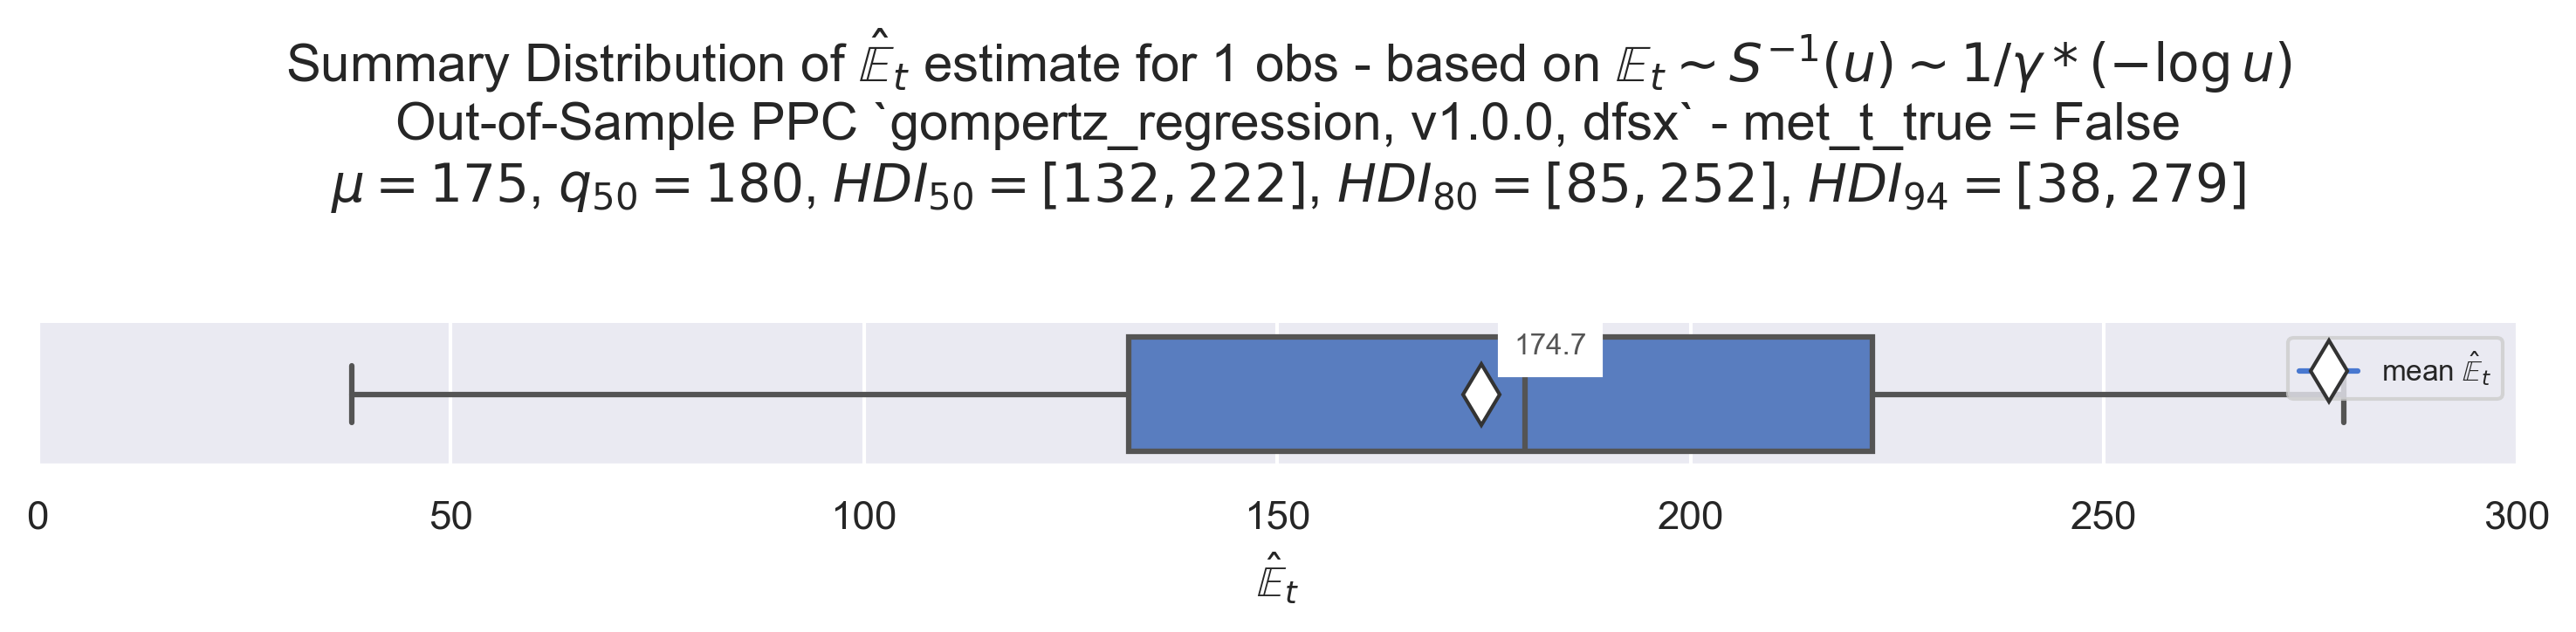 Summary Distribution of $\hat{\mathbb{E}}_t$ estimate for 1 obs - based on $\mathbb{E}_t \sim S^{-1}(u) \sim 1/\gamma * (-\log u)$
Out-of-Sample PPC `gompertz_regression, v1.0.0, dfsx` - met_t_true = False
$\mu = 175$, $q_{50} = 180$, $HDI_{50} = [132, 222]$, $HDI_{80} = [85, 252]$, $HDI_{94} = [38, 279]$
174.7
mean $\hat{\mathbb{E}}_t$
0 50 100 150 200 250 300
$\hat{\mathbb{E}}_t$